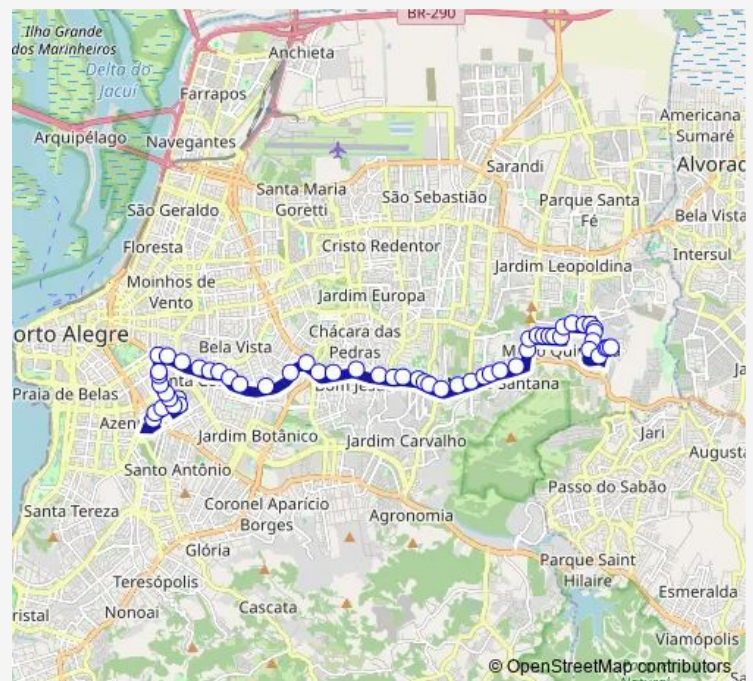 BR-290
Ilha Grande
dos Marinheiros
Anchieta
Delta do
Jacuí
Farrapos
Americana
Sumaré
Arquipélago
Navegantes
Sarandi
Alvorad
Santa Maria
Goretti
São Sebastião
Parque Santa
Fé
São Geraldo
Bela Vista
Floresta
Cristo Redentor
Intersul
Jardim Leopoldina
Moinhos de
Vento
Jardim Europa
orto Alegre
Chácara das
Pedras
Bela Vista
Santana
Praia de Belas
Azen
Jardim Botânico
Jardim Carvalho
Jari
Augusta
Santo Antônio
Passo do Sabão
Santa Tereza
Coronel Aparício
Borges
Agronomia
Glória
Parque Saint
Hilaire
Teresópolis
Esmeralda
Cascata
ristal
Nonoai
Viamópolis
© OpenStreetMap contributors